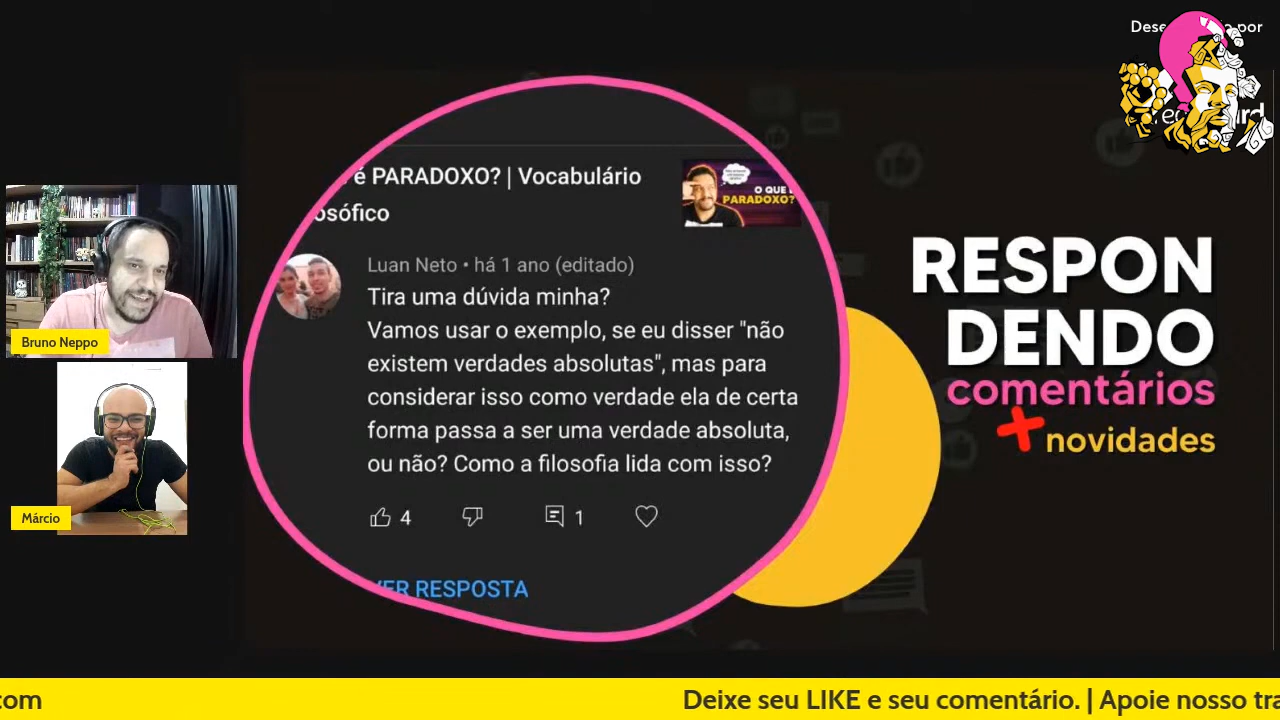 por
é PARADOXO? | Vocabulário
osófico
O QUE É
PARADOXO?
Luan Neto • há 1 ano (editado)
Tira uma dúvida minha?
Vamos usar o exemplo, se eu disser "não
existem verdades absolutas", mas para
considerar isso como verdade ela de certa
forma passa a ser uma verdade absoluta,
ou não? Como a filosofia lida com isso?
4
1
VER RESPOSTA
RESPON
DENDO
comentários
+ novidades
Bruno Neppo
Márcio
.com
Deixe seu LIKE e seu comentário. | Apoie nosso tra